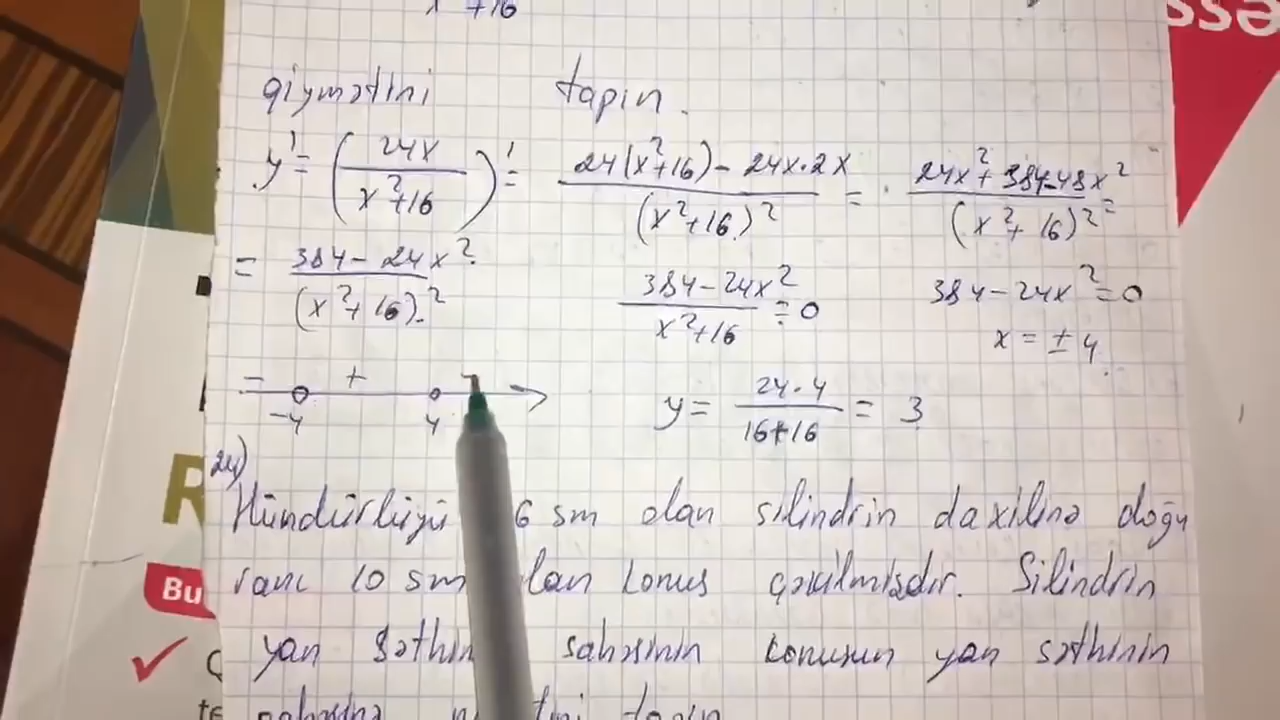 x²+16
qiymətini tapın.
y' = (24x / x²+16)' = 24(x²+16) - 24x·2x / (x²+16)² = 24x²+384-48x² / (x²+16)² =
= 384-24x² / (x²+16)² 384-24x² / x²+16 = 0 384-24x²=0
x = ±4
- + -
-4 4 y = 24·4 / 16+16 = 3
24)
Hündürlüyü 6 sm olan silindrin daxilinə doğu
ranı 10 sm olan konus çəkilmişdir. Silindrin
yan səthin sahəsinin konusun yan səthinin
tapın
R
Bu